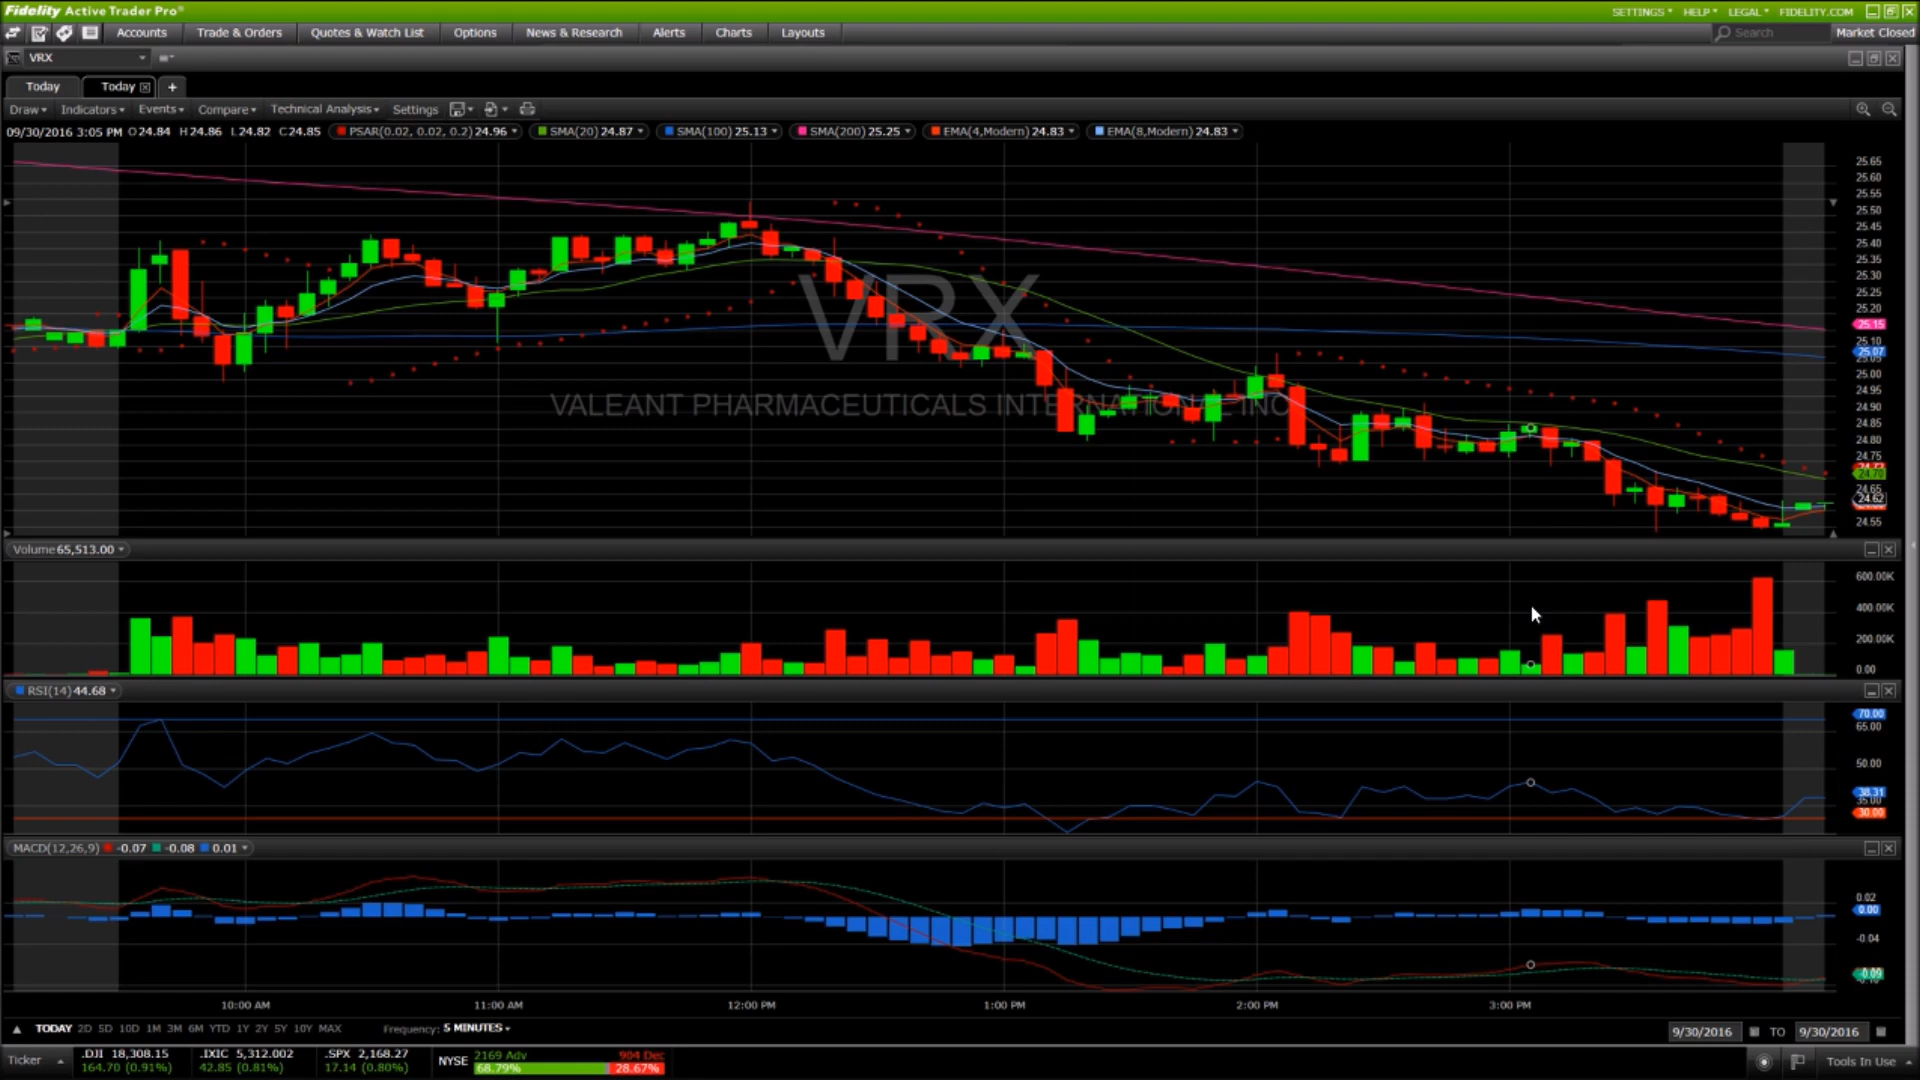 Fidelity Active Trader Pro®
SETTINGS HELP LEGAL FIDELITY.COM
Accounts Trade & Orders Quotes & Watch List Options News & Research Alerts Charts Layouts Search Market Closed
VRX
Today Today +
Draw Indicators Events Compare Technical Analysis Settings
09/30/2016 3:05 PM O24.84 H24.86 L24.82 C24.85 PSAR(0.02, 0.02, 0.2) 24.96 SMA(20) 24.87 SMA(100) 25.13 SMA(200) 25.25 EMA(4,Modern) 24.83 EMA(8,Modern) 24.83
25.65
25.60
25.55
25.50
25.45
25.40
25.35
25.30
25.25
25.20
25.15
25.10
25.07
25.05
25.00
24.95
24.90
24.85
24.80
24.75
24.70
24.65
24.62
24.55
VRX
VALEANT PHARMACEUTICALS INTERNATIONAL INC
Volume 65,513.00
600.00K
400.00K
200.00K
0.00
RSI(14) 44.68
70.00
65.00
50.00
38.31
35.00
30.00
MACD(12,26,9) -0.07 -0.08 0.01
0.02
0.00
-0.04
-0.09
10:00 AM 11:00 AM 12:00 PM 1:00 PM 2:00 PM 3:00 PM
TODAY 2D 5D 10D 1M 3M 6M YTD 1Y 2Y 5Y 10Y MAX Frequency: 5 MINUTES 9/30/2016 TO 9/30/2016
Ticker .DJI 18,308.15 .IXIC 5,312.002 .SPX 2,168.27 NYSE 2169 Adv 904 Dec Tools In Use
164.70 (0.91%) 42.85 (0.81%) 17.14 (0.80%) 68.79% 28.67%